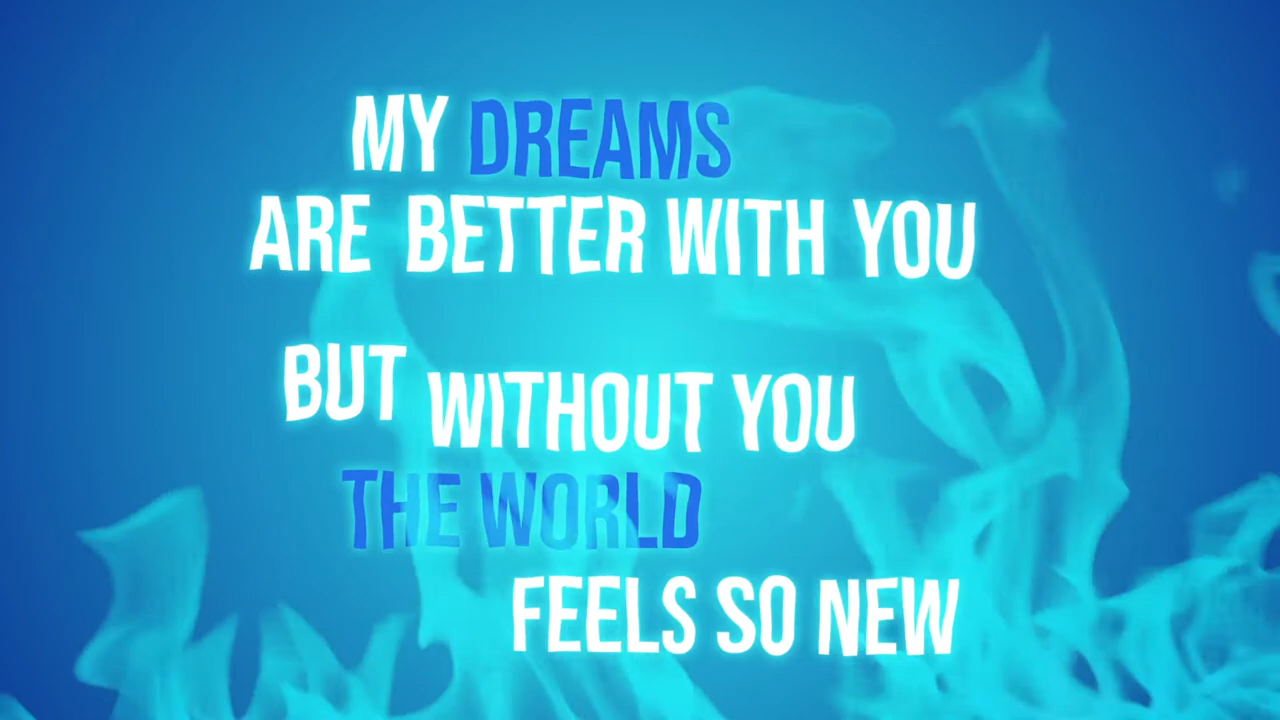 MY DREAMS
ARE BETTER WITH YOU
BUT WITHOUT YOU
THE WORLD
FEELS SO NEW